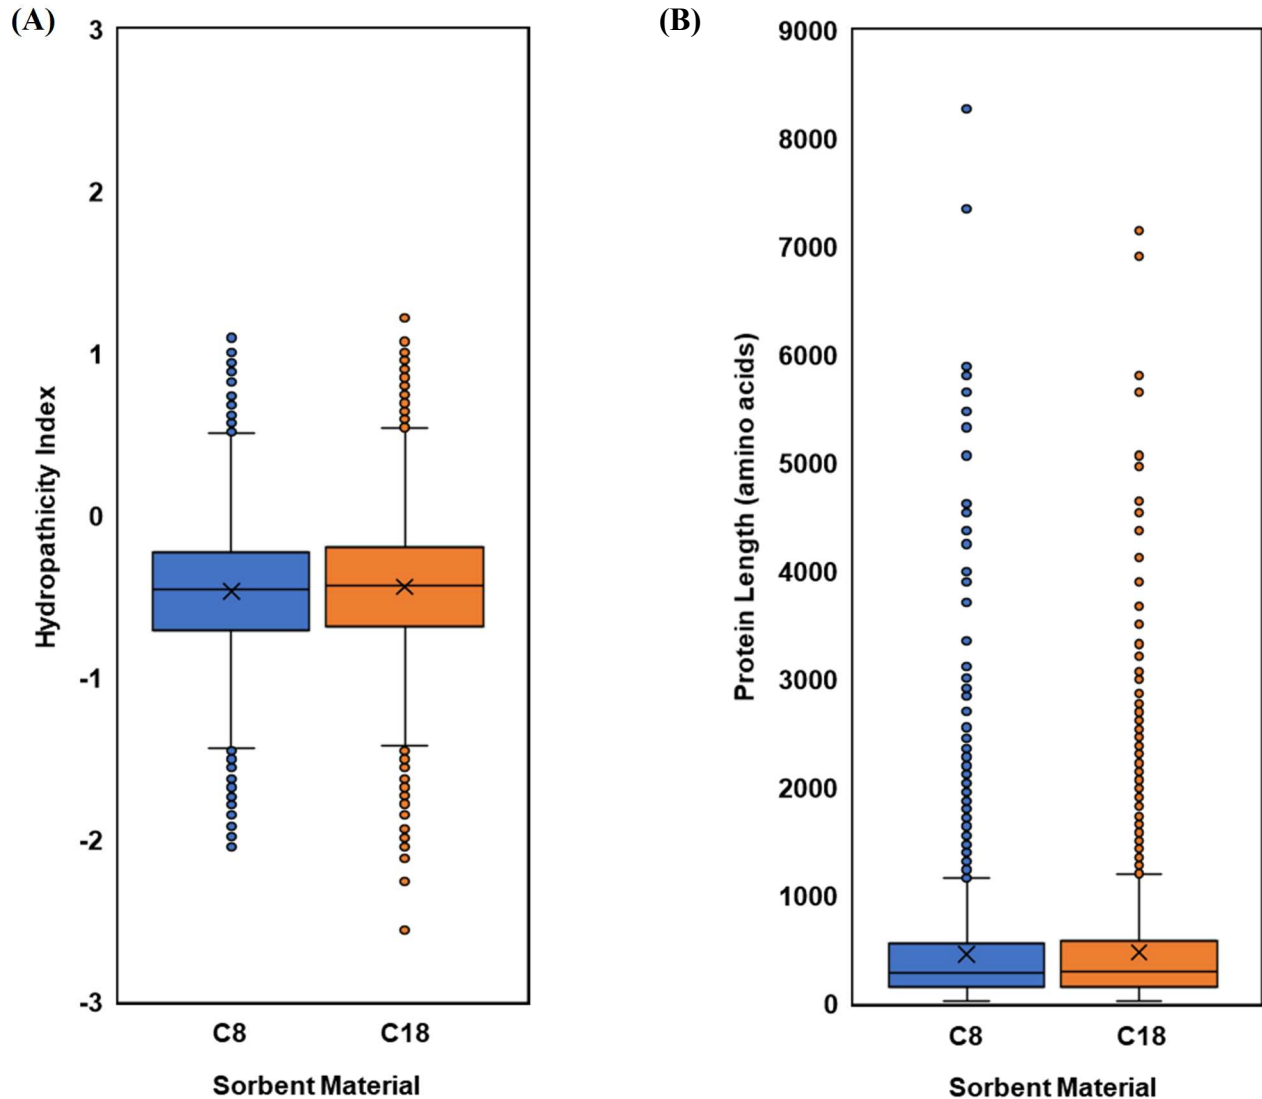 (A)
3
2
1
0
-1
-2
-3
Hydropathicity Index
C8 C18
Sorbent Material
(B)
9000
8000
7000
6000
5000
4000
3000
2000
1000
0
Protein Length (amino acids)
C8 C18
Sorbent Material